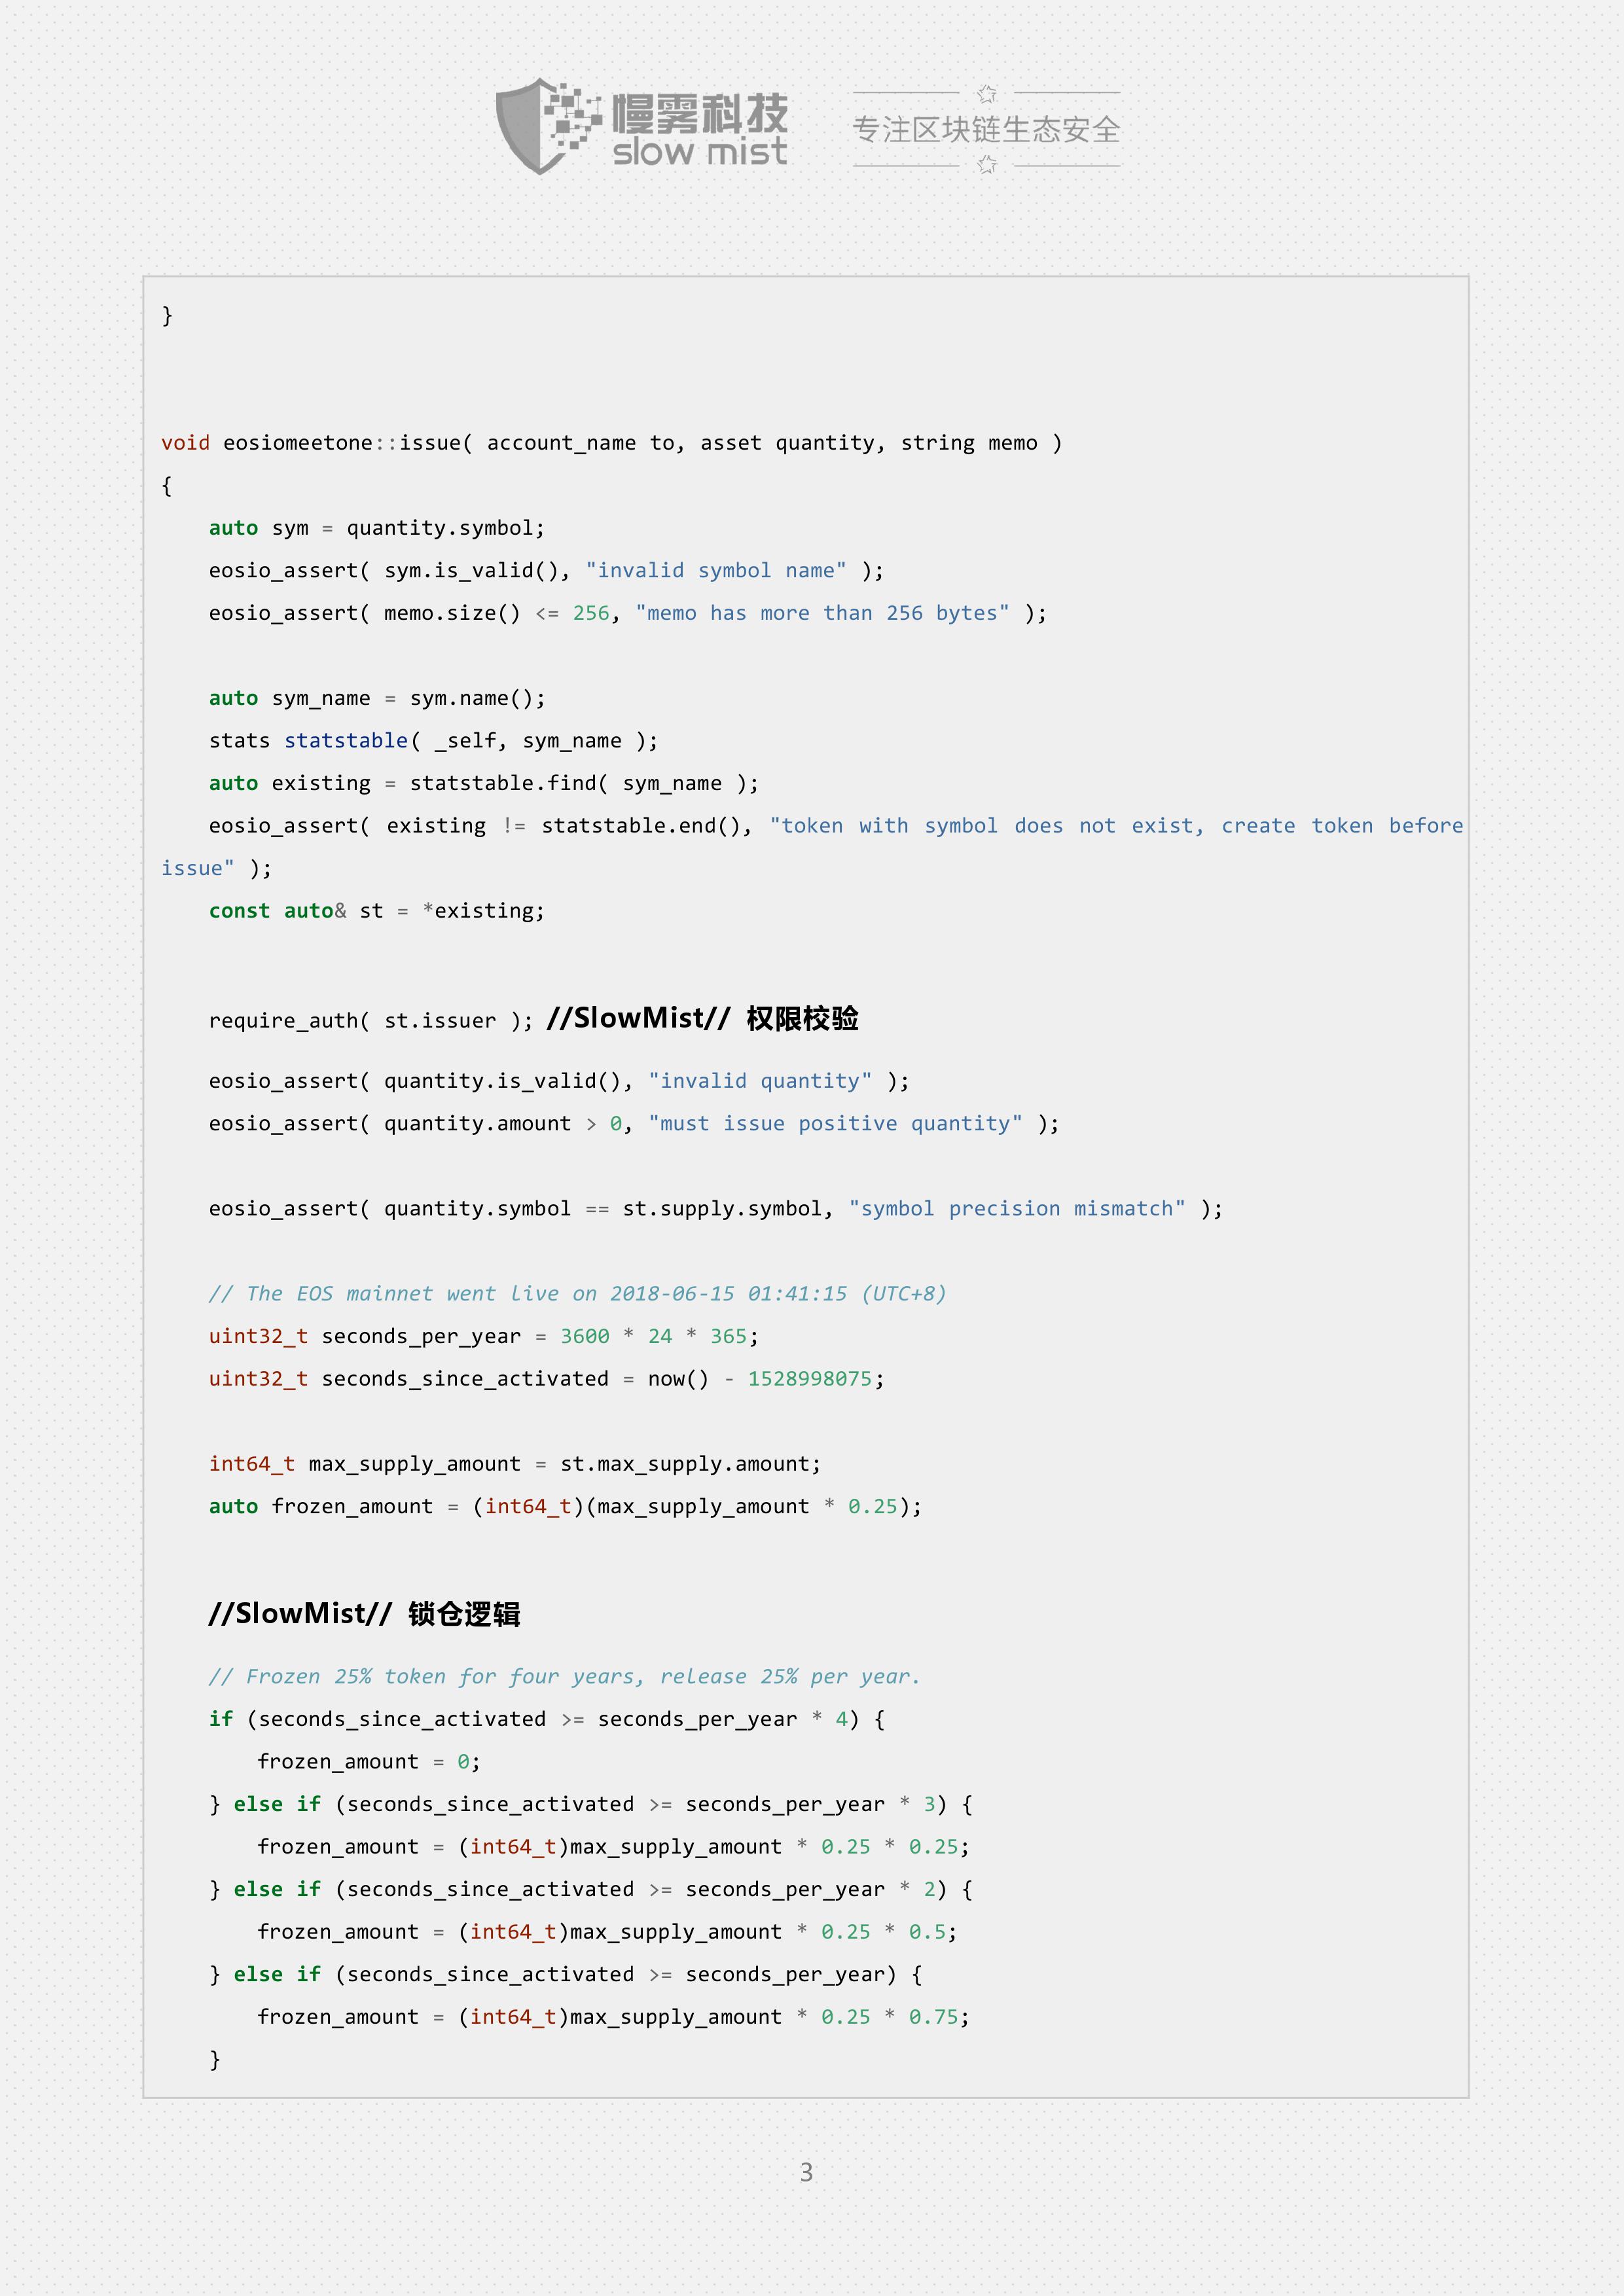 慢雾科技
slow mist
专注区块链生态安全
}
void eosiomeetone::issue( account_name to, asset quantity, string memo )
{
    auto sym = quantity.symbol;
    eosio_assert( sym.is_valid(), "invalid symbol name" );
    eosio_assert( memo.size() <= 256, "memo has more than 256 bytes" );
    auto sym_name = sym.name();
    stats statstable( _self, sym_name );
    auto existing = statstable.find( sym_name );
    eosio_assert( existing != statstable.end(), "token with symbol does not exist, create token before
issue" );
    const auto& st = *existing;
    require_auth( st.issuer ); //SlowMist// 权限校验
    eosio_assert( quantity.is_valid(), "invalid quantity" );
    eosio_assert( quantity.amount > 0, "must issue positive quantity" );
    eosio_assert( quantity.symbol == st.supply.symbol, "symbol precision mismatch" );
    // The EOS mainnet went live on 2018-06-15 01:41:15 (UTC+8)
    uint32_t seconds_per_year = 3600 * 24 * 365;
    uint32_t seconds_since_activated = now() - 1528998075;
    int64_t max_supply_amount = st.max_supply.amount;
    auto frozen_amount = (int64_t)(max_supply_amount * 0.25);
    //SlowMist// 锁仓逻辑
    // Frozen 25% token for four years, release 25% per year.
    if (seconds_since_activated >= seconds_per_year * 4) {
        frozen_amount = 0;
    } else if (seconds_since_activated >= seconds_per_year * 3) {
        frozen_amount = (int64_t)max_supply_amount * 0.25 * 0.25;
    } else if (seconds_since_activated >= seconds_per_year * 2) {
        frozen_amount = (int64_t)max_supply_amount * 0.25 * 0.5;
    } else if (seconds_since_activated >= seconds_per_year) {
        frozen_amount = (int64_t)max_supply_amount * 0.25 * 0.75;
    }
3